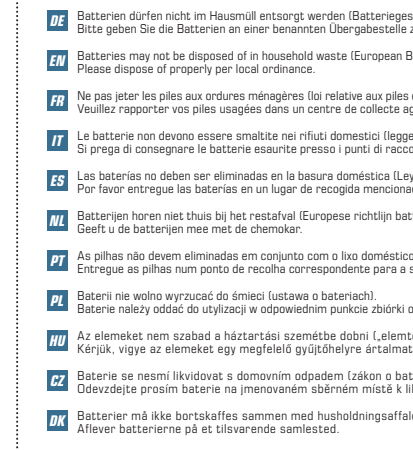 DE Batterien dürfen nicht im Hausmüll entsorgt werden (Batterieges
Bitte geben Sie die Batterien an einer benannten Übergabestelle z
EN Batteries may not be disposed of in household waste (European B
Please dispose of properly per local ordinance.
FR Ne pas jeter les piles aux ordures ménagères (loi relative aux piles
Veuillez rapporter vos piles usagées dans un centre de collecte ag
IT Le batterie non devono essere smaltite nei rifiuti domestici (legge
Si prega di consegnare le batterie esaurite presso i punti di racco
ES Las baterías no deben ser eliminadas en la basura doméstica (Ley
Por favor entregue las baterías en un lugar de recogida mencionad
NL Batterijen horen niet thuis bij het restafval (Europese richtlijn bat
Geeft u de batterijen mee met de chemokar.
PT As pilhas não devem eliminadas em conjunto com o lixo doméstico
Entregue as pilhas num ponto de recolha correspondente para a s
PL Baterii nie wolno wyrzucać do śmieci (ustawa o bateriach).
Baterie należy oddać do utylizacji w odpowiednim punkcie zbiórki o
HU Az elemeket nem szabad a háztartási szemétbe dobni („elemt
Kérjük, vigye az elemeket egy megfelelő gyűjtőhelyre ártalmat
CZ Baterie se nesmí likvidovat s domovním odpadem (zákon o bat
Odevzdejte prosím baterie na jmenovaném sběrném místě k li
DK Batterier må ikke bortskaffes sammen med husholdningsaffald
Aflever batterierne på et tilsvarende samlested.